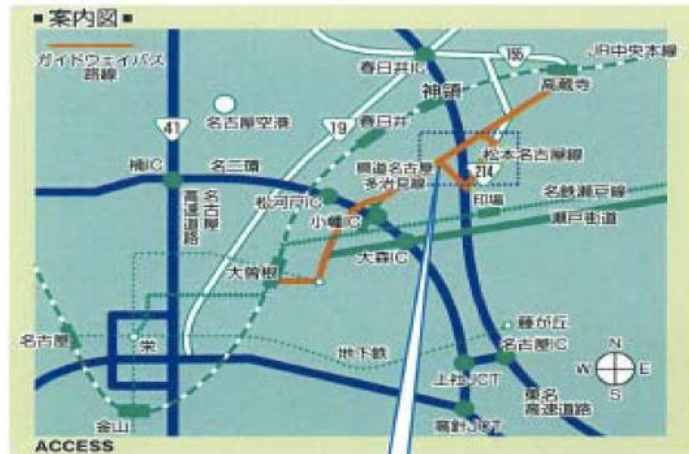 ■案内図■
ガイドウェイバス
路線
155
JR中央本線
春日井IC
高蔵寺
神領
名古屋空港
41
19
春日井
松本名古屋線
楠IC
名二環
県道名古屋
多治見線
214
松河戸IC
印場
名鉄瀬戸線
名古屋
高速道路
小幡IC
瀬戸街道
大森IC
大曽根
藤が丘
名古屋
栄
地下鉄
名古屋IC
N
W
E
S
上社JCT
東名
高速道路
金山
高針JCT
ACCESS